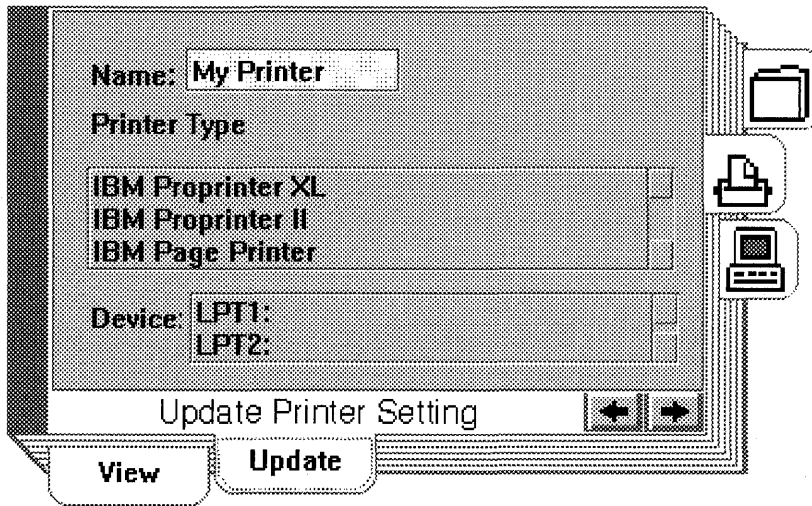 Name: My Printer
Printer Type
IBM Proprinter XL
IBM Proprinter II
IBM Page Printer
Device: LPT1:
LPT2:
Update Printer Setting
View Update